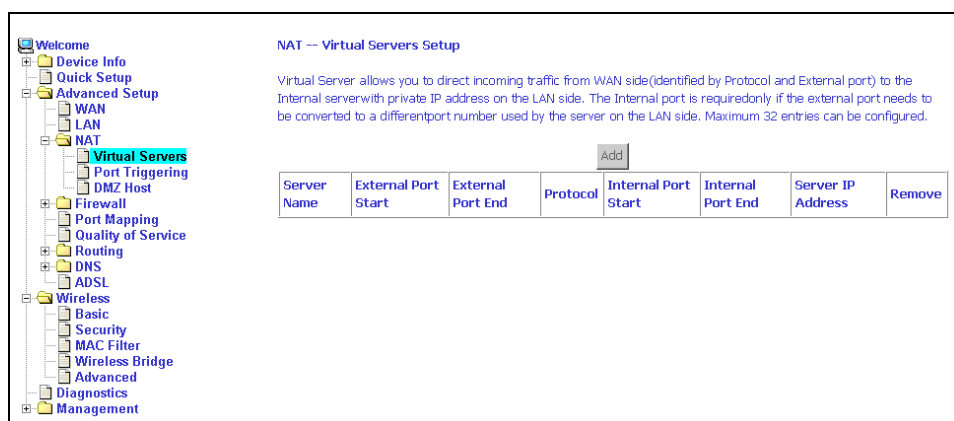 Welcome
Device Info
Quick Setup
Advanced Setup
WAN
LAN
NAT
Virtual Servers
Port Triggering
DMZ Host
Firewall
Port Mapping
Quality of Service
Routing
DNS
ADSL
Wireless
Basic
Security
MAC Filter
Wireless Bridge
Advanced
Diagnostics
Management
NAT -- Virtual Servers Setup
Virtual Server allows you to direct incoming traffic from WAN side(identified by Protocol and External port) to the
Internal serverwith private IP address on the LAN side. The Internal port is requiredonly if the external port needs to
be converted to a differentport number used by the server on the LAN side. Maximum 32 entries can be configured.
Add
Server Name External Port Start External Port End Protocol Internal Port Start Internal Port End Server IP Address Remove